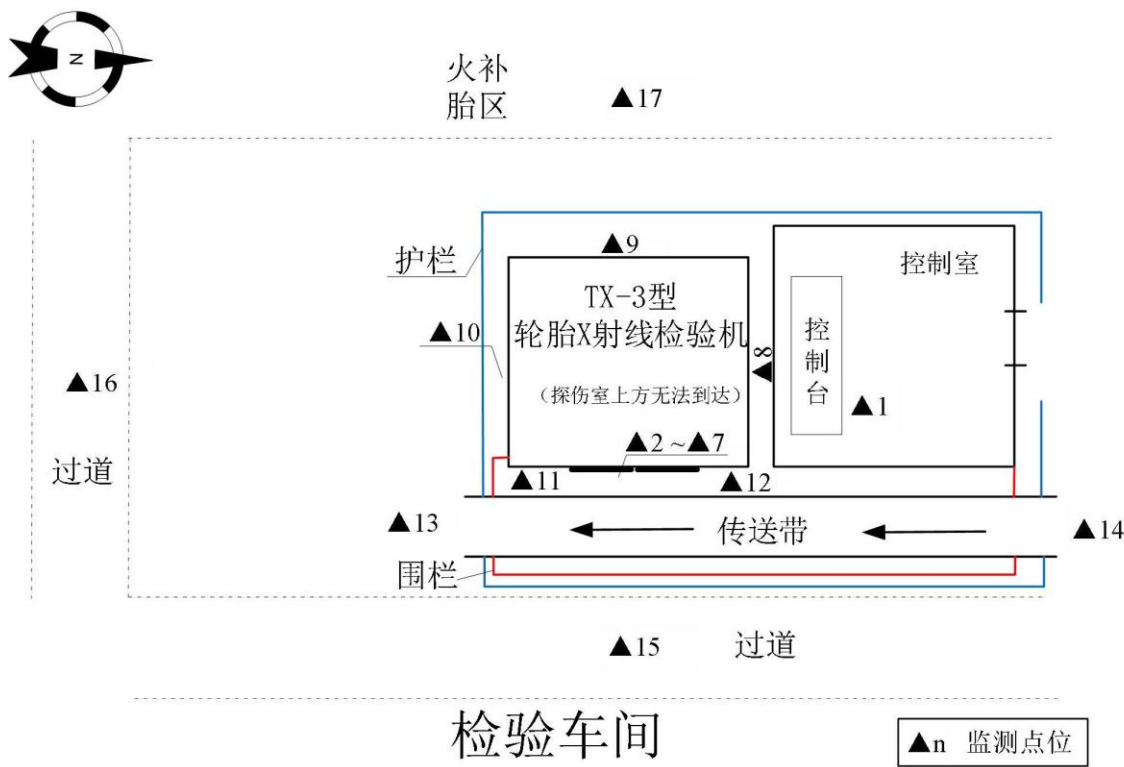 N
火补
胎区
▲17
护栏
▲9
控制室
TX-3型
轮胎X射线检验机
▲10
▲8
控制台
▲16
(探伤室上方无法到达)
▲1
▲2~▲7
过道
▲11
▲12
▲13
传送带
▲14
围栏
▲15
过道
检验车间
▲n 监测点位